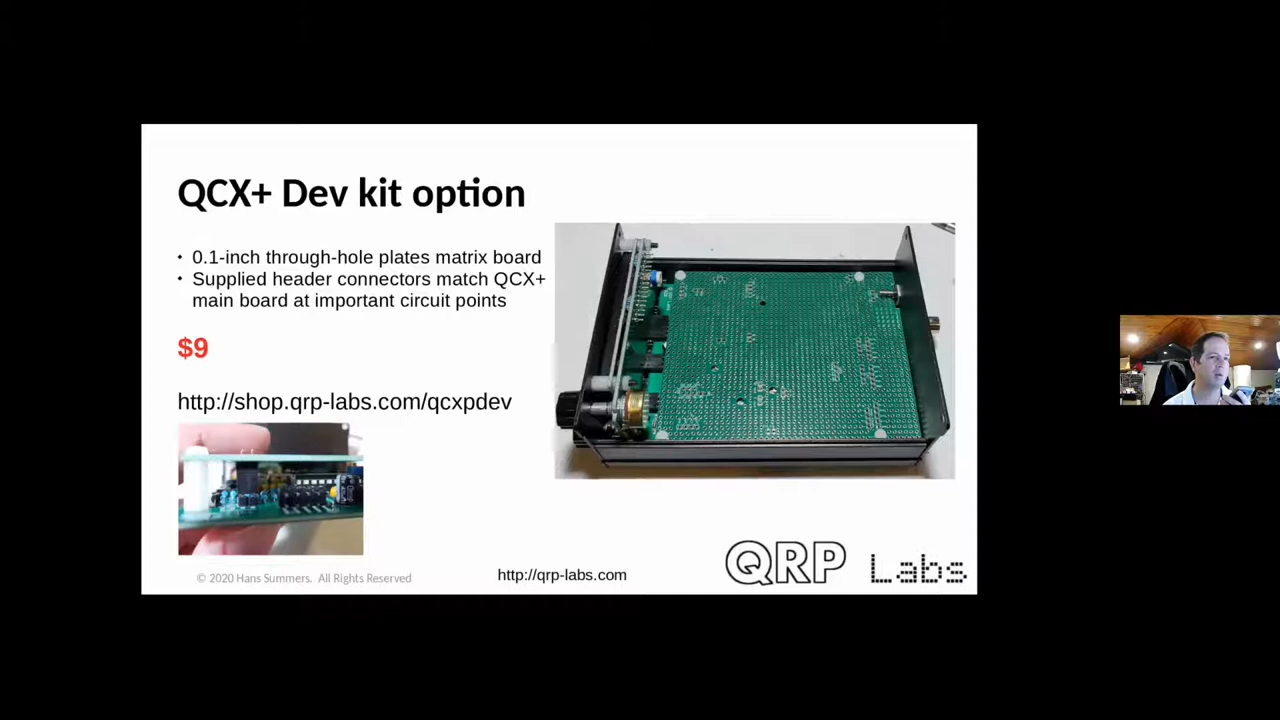 QCX+ Dev kit option
• 0.1-inch through-hole plates matrix board
• Supplied header connectors match QCX+
main board at important circuit points
$9
http://shop.qrp-labs.com/qcxpdev
© 2020 Hans Summers. All Rights Reserved
http://qrp-labs.com
QRP Labs